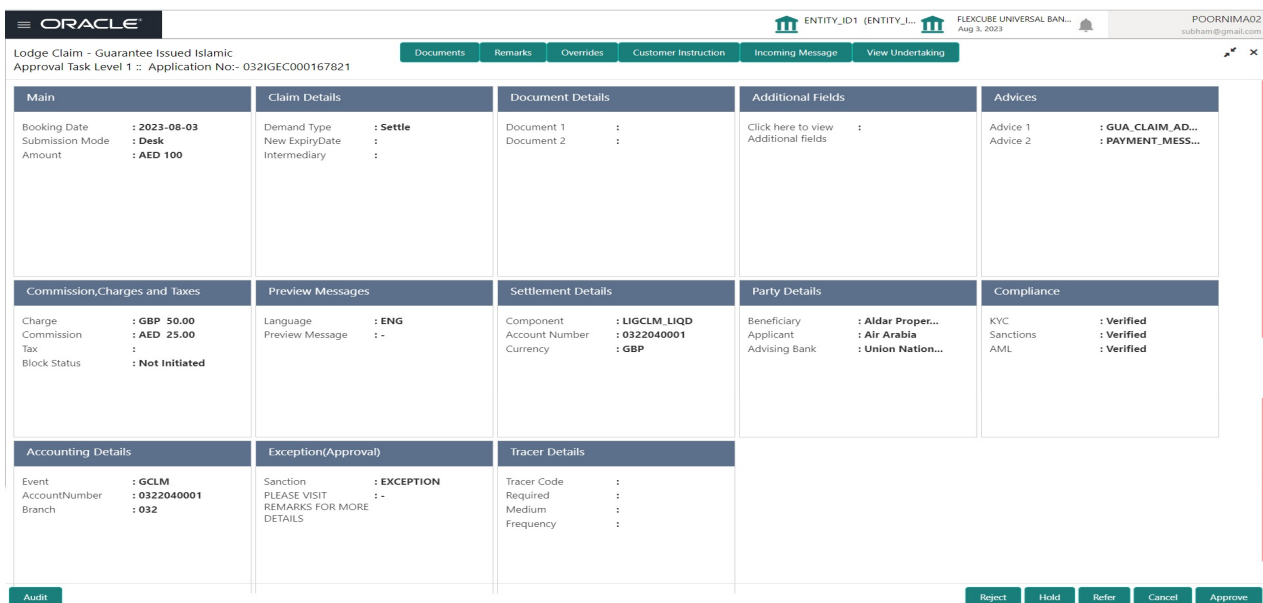 ORACLE
ENTITY_ID1 (ENTITY_I...
FLEXCUBE UNIVERSAL BAN...
Aug 3, 2023
POORNIMA02
subham@gmail.com
Lodge Claim - Guarantee Issued Islamic
Approval Task Level 1 :: Application No:- 032IGEC000167821
Documents Remarks Overrides Customer Instruction Incoming Message View Undertaking
Main
Booking Date : 2023-08-03
Submission Mode : Desk
Amount : AED 100
Claim Details
Demand Type : Settle
New ExpiryDate :
Intermediary :
Document Details
Document 1 :
Document 2 :
Additional Fields
Click here to view :
Additional fields
Advices
Advice 1 : GUA_CLAIM_AD...
Advice 2 : PAYMENT_MESS...
Commission,Charges and Taxes
Charge : GBP 50.00
Commission : AED 25.00
Tax :
Block Status : Not Initiated
Preview Messages
Language : ENG
Preview Message : -
Settlement Details
Component : LIGCLM_LIQD
Account Number : 0322040001
Currency : GBP
Party Details
Beneficiary : Aldar Proper...
Applicant : Air Arabia
Advising Bank : Union Nation...
Compliance
KYC : Verified
Sanctions : Verified
AML : Verified
Accounting Details
Event : GCLM
AccountNumber : 0322040001
Branch : 032
Exception(Approval)
Sanction : EXCEPTION
PLEASE VISIT : -
REMARKS FOR MORE
DETAILS
Tracer Details
Tracer Code :
Required :
Medium :
Frequency :
Audit
Reject Hold Refer Cancel Approve